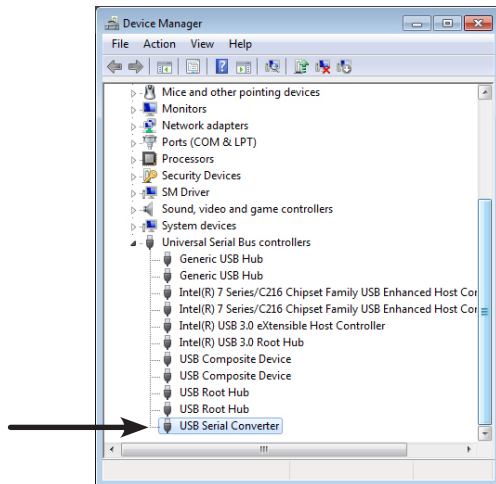 Device Manager
File Action View Help
Mice and other pointing devices
Monitors
Network adapters
Ports (COM & LPT)
Processors
Security Devices
SM Driver
Sound, video and game controllers
System devices
Universal Serial Bus controllers
Generic USB Hub
Generic USB Hub
Intel(R) 7 Series/C216 Chipset Family USB Enhanced Host Cor
Intel(R) 7 Series/C216 Chipset Family USB Enhanced Host Cor
Intel(R) USB 3.0 eXtensible Host Controller
Intel(R) USB 3.0 Root Hub
USB Composite Device
USB Composite Device
USB Root Hub
USB Root Hub
USB Serial Converter